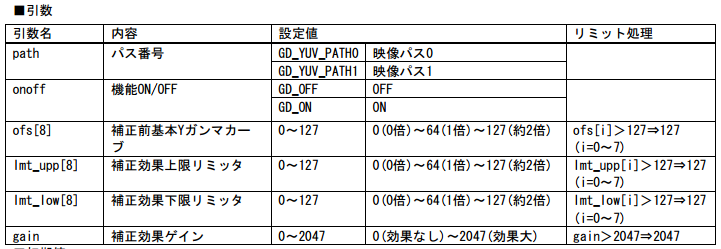 ■引数
引数名 内容 設定値 リミット処理
path パス番号 GD_YUV_PATH0 映像パス0
GD_YUV_PATH1 映像パス1
onoff 機能ON/OFF GD_OFF OFF
GD_ON ON
ofs[8] 補正前基本Yガンマカーブ 0～127 0(0倍)～64(1倍)～127(約2倍) ofs[i]＞127⇒127
(i=0～7)
lmt_upp[8] 補正効果上限リミッタ 0～127 0(0倍)～64(1倍)～127(約2倍) lmt_upp[i]＞127⇒127
(i=0～7)
lmt_low[8] 補正効果下限リミッタ 0～127 0(0倍)～64(1倍)～127(約2倍) lmt_low[i]＞127⇒127
(i=0～7)
gain 補正効果ゲイン 0～2047 0(効果なし)～2047(効果大) gain＞2047⇒2047